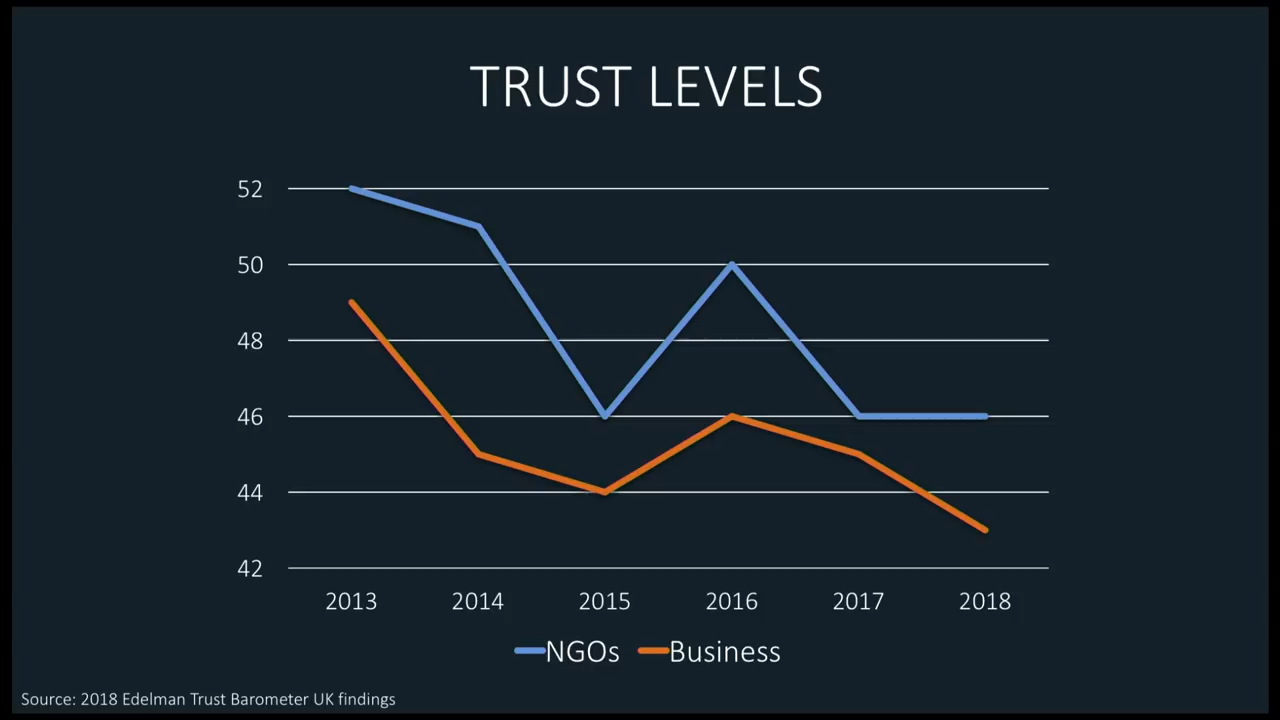 TRUST LEVELS
52
50
48
46
44
42
2013 2014 2015 2016 2017 2018
NGOs Business
Source: 2018 Edelman Trust Barometer UK findings